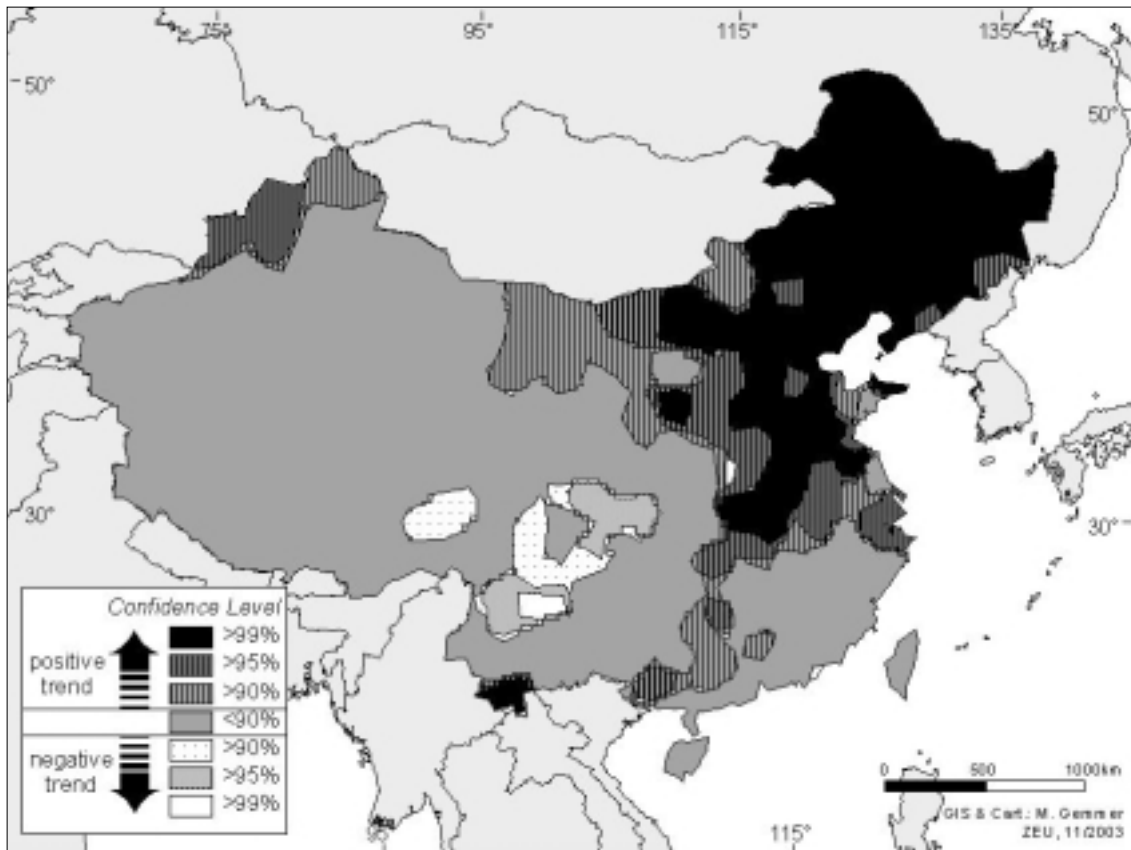 75°
95°
115°
135°
50°
50°
30°
30°
Confidence Level
>99%
positive
trend
>95%
>90%
<90%
negative
trend
>90%
>95%
>99%
95°
115°
0 500 1000km
GIS & Cart.: M. Gemmer
ZEU, 11/2003